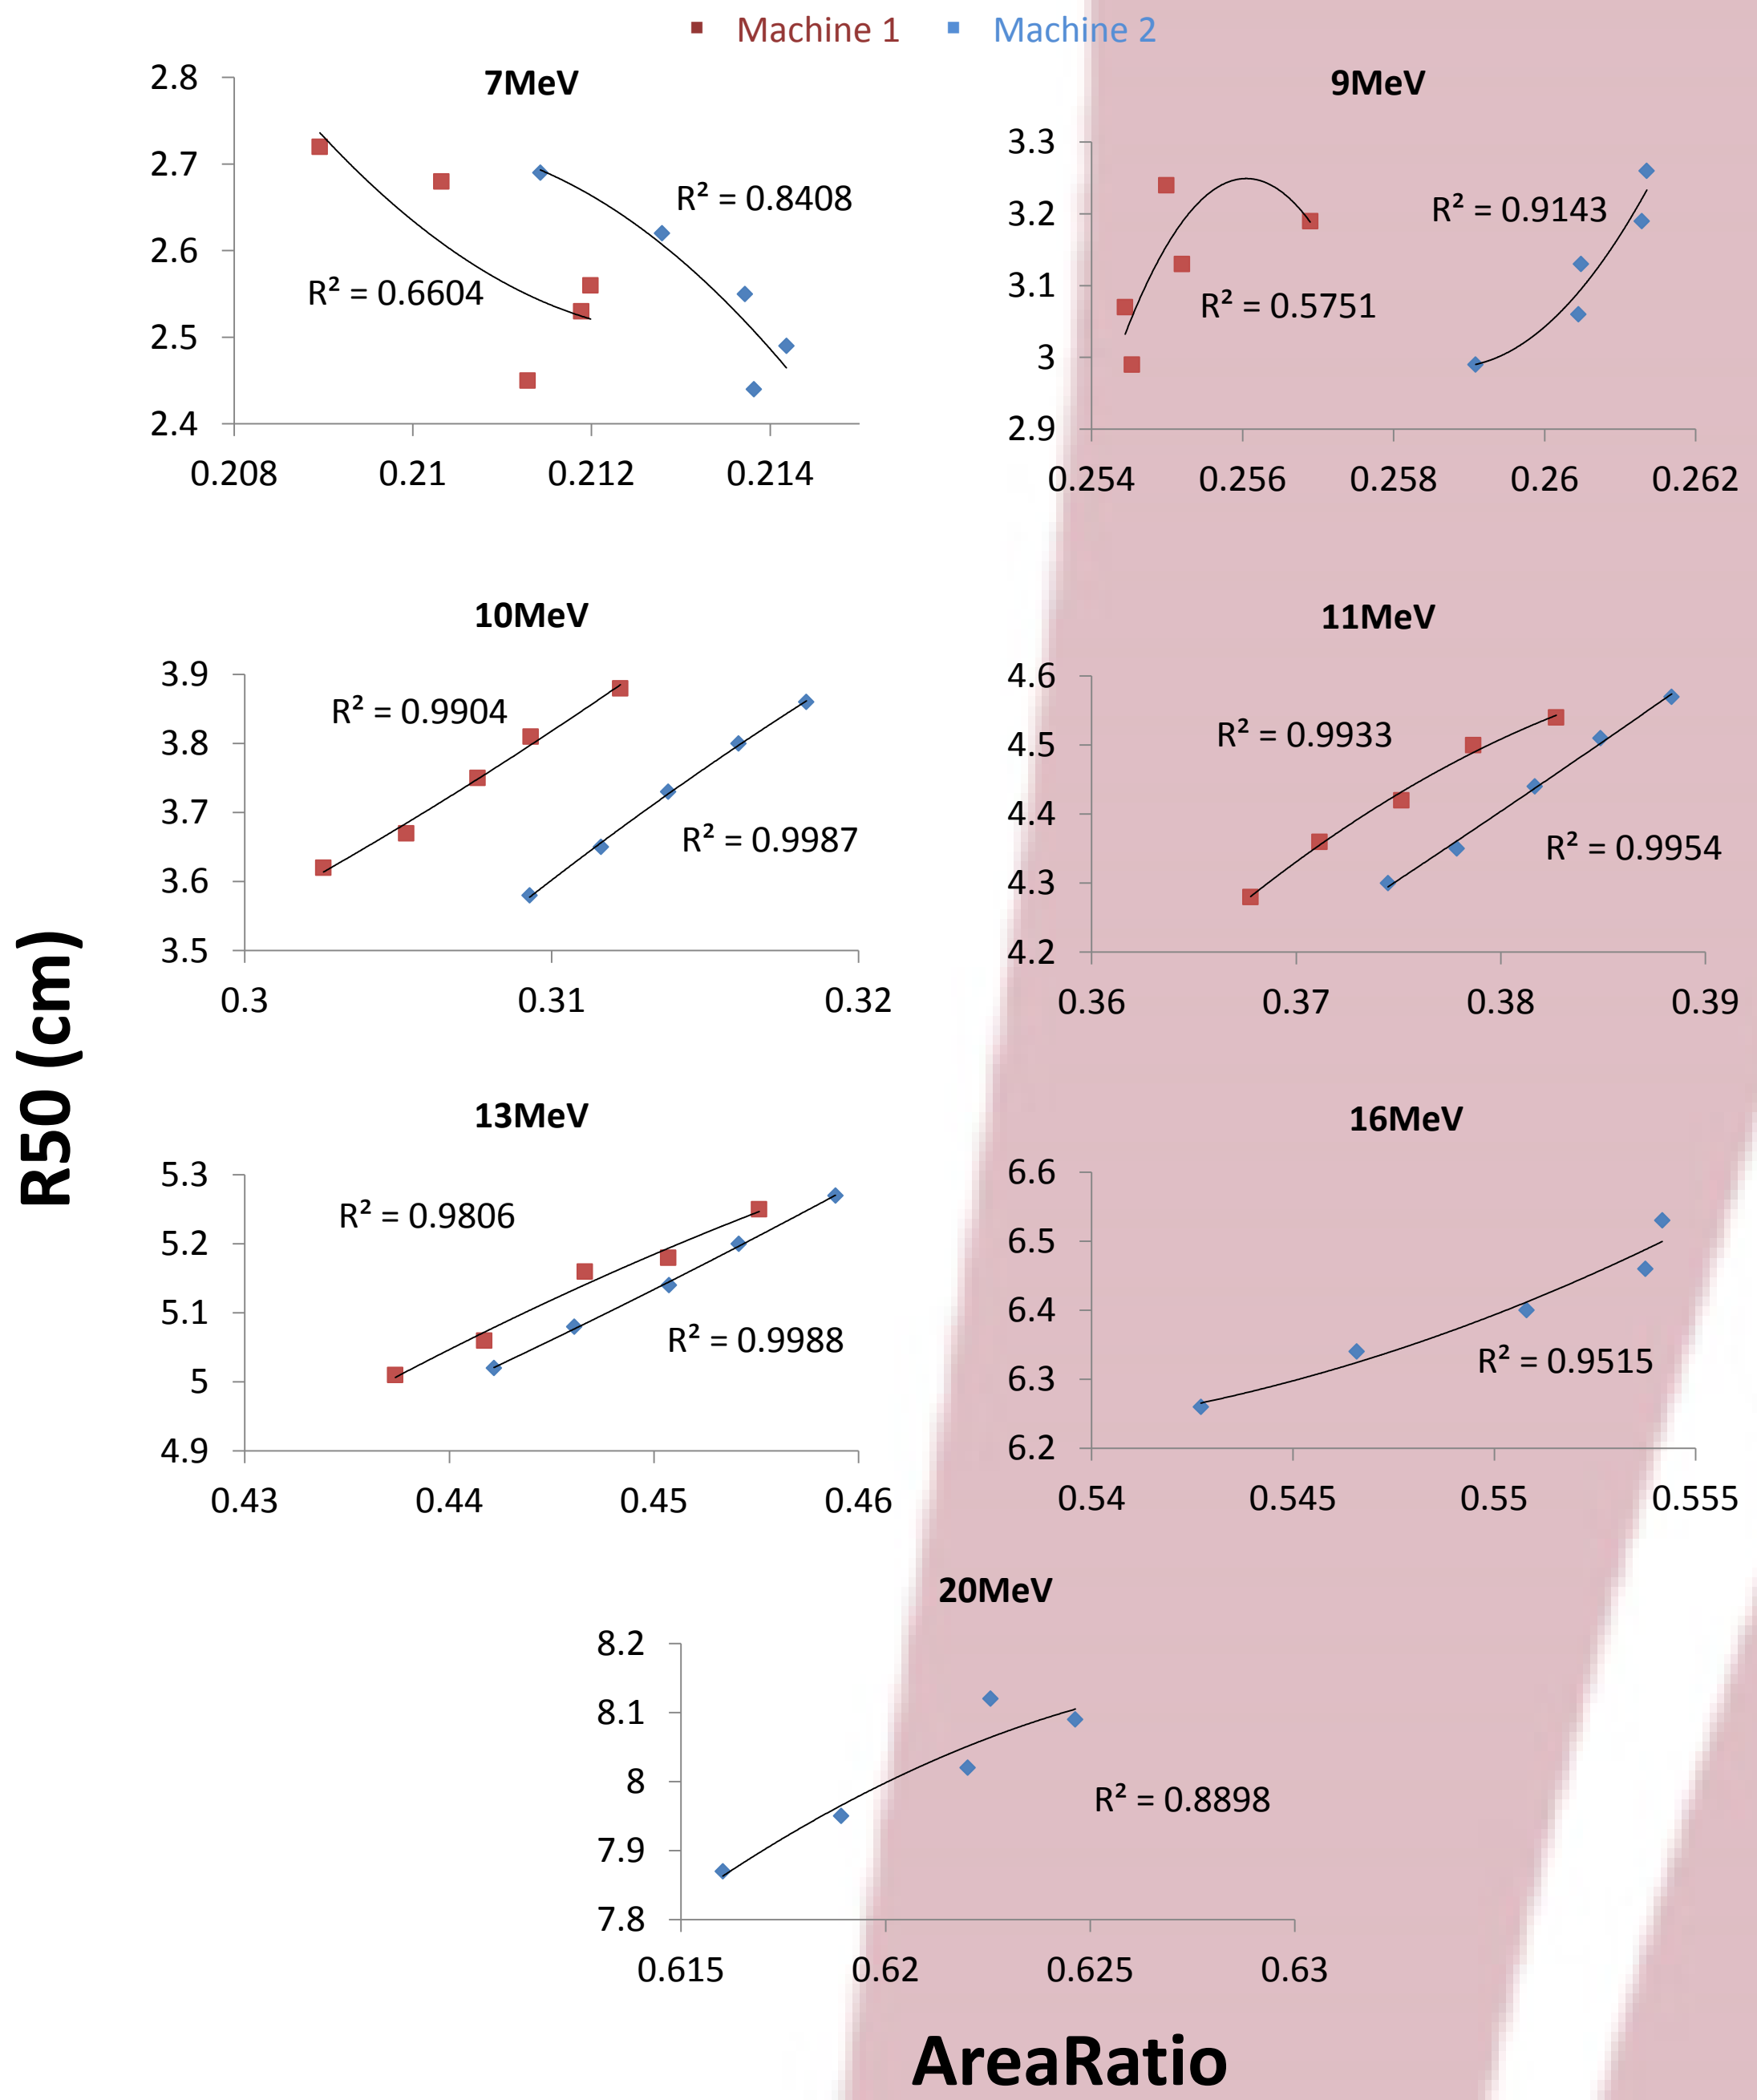 Machine 1 Machine 2
7MeV
2.8
2.7
2.6
2.5
2.4
R² = 0.8408
R² = 0.6604
0.208 0.21 0.212 0.214
9MeV
3.3
3.2
3.1
3
2.9
R² = 0.9143
R² = 0.5751
0.254 0.256 0.258 0.26 0.262
10MeV
3.9
3.8
3.7
3.6
3.5
R² = 0.9904
R² = 0.9987
0.3 0.31 0.32
11MeV
4.6
4.5
4.4
4.3
4.2
R² = 0.9933
R² = 0.9954
0.36 0.37 0.38 0.39
R50 (cm)
13MeV
5.3
5.2
5.1
5
4.9
R² = 0.9806
R² = 0.9988
0.43 0.44 0.45 0.46
16MeV
6.6
6.5
6.4
6.3
6.2
R² = 0.9515
0.54 0.545 0.55 0.555
20MeV
8.2
8.1
8
7.9
7.8
R² = 0.8898
0.615 0.62 0.625 0.63
AreaRatio